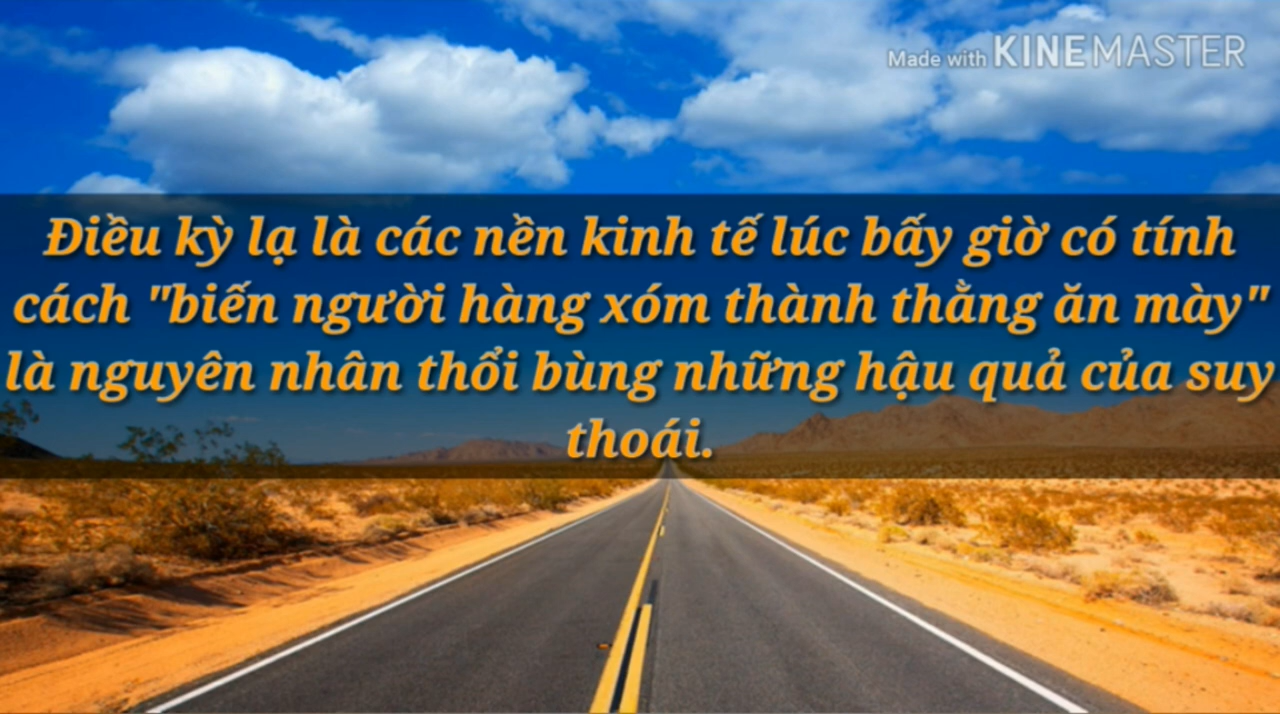 Made with KINEMASTER
Điều kỳ lạ là các nền kinh tế lúc bấy giờ có tính
cách "biến người hàng xóm thành thằng ăn mày"
là nguyên nhân thổi bùng những hậu quả của suy
thoái.